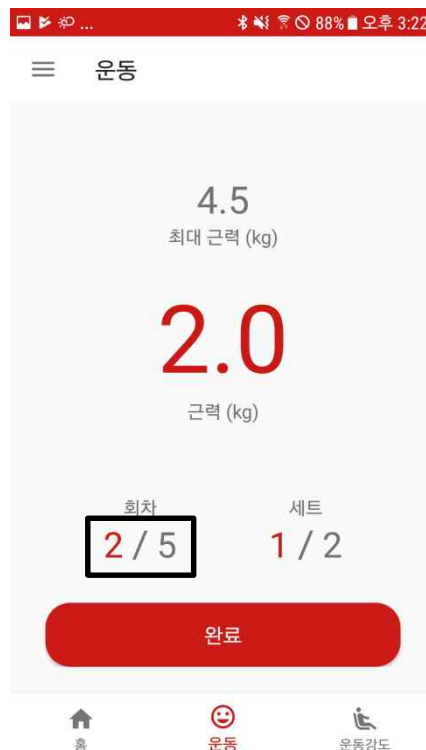 ... 88% 오후 3:22
운동
4.5
최대 근력 (kg)
2.0
근력 (kg)
회차 세트
2 / 5 1 / 2
완료
홈 운동 운동강도